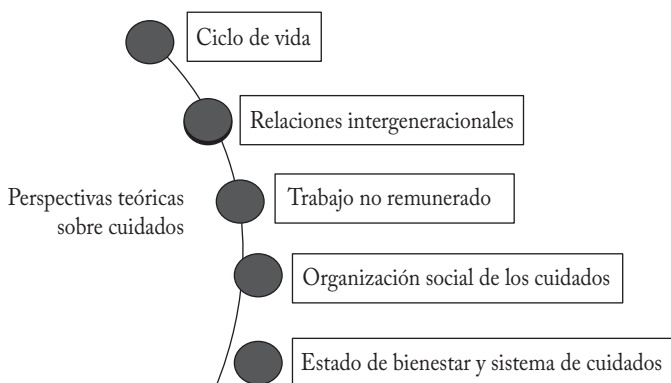 Ciclo de vida
Relaciones intergeneracionales
Perspectivas teóricas
sobre cuidados
Trabajo no remunerado
Organización social de los cuidados
Estado de bienestar y sistema de cuidados